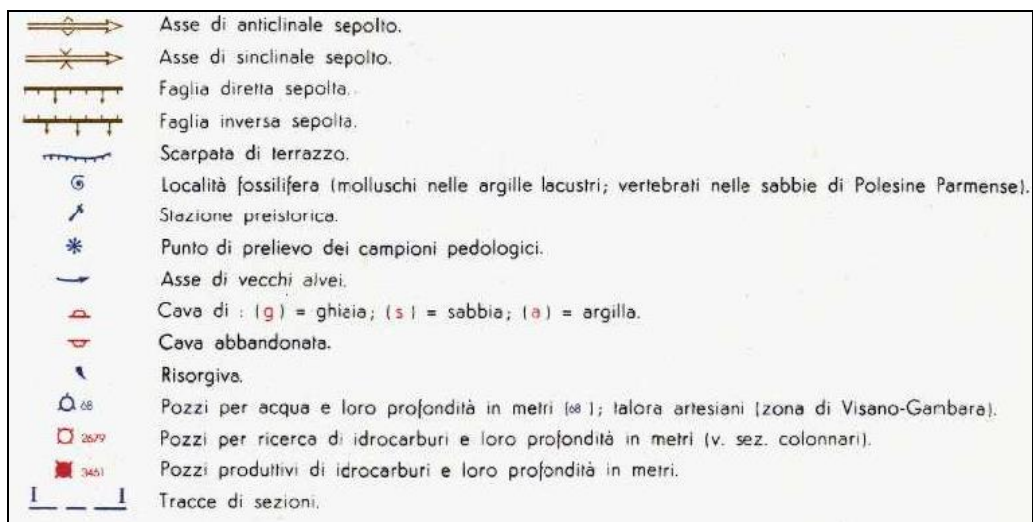 Asse di anticlinale sepolto.
Asse di sinclinale sepolto.
Faglia diretta sepolta.
Faglia inversa sepolta.
Scarpata di terrazzo.
Località fossilifera (molluschi nelle argille lacustri; vertebrati nelle sabbie di Polesine Parmense).
Stazione preistorica.
Punto di prelievo dei campioni pedologici.
Asse di vecchi alvei.
Cava di : (g) = ghiaia; (s) = sabbia; (a) = argilla.
Cava abbandonata.
Risorgiva.
68 Pozzi per acqua e loro profondità in metri (68); talora artesiani (zona di Visano-Gambara).
2679 Pozzi per ricerca di idrocarburi e loro profondità in metri (v. sez. colonnari).
3461 Pozzi produttivi di idrocarburi e loro profondità in metri.
I I Tracce di sezioni.